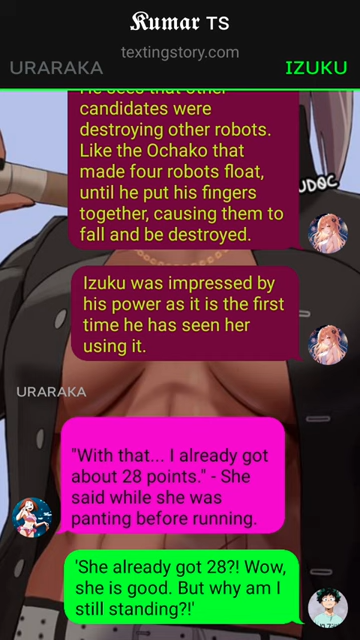 Kumar TS
textingstory.com
URARAKA
IZUKU
He sees that other
candidates were
destroying other robots.
Like the Ochako that
made four robots float,
until he put his fingers
together, causing them to
fall and be destroyed.
Izuku was impressed by
his power as it is the first
time he has seen her
using it.
URARAKA
"With that... I already got
about 28 points." - She
said while she was
panting before running.
'She already got 28?! Wow,
she is good. But why am I
still standing?!'